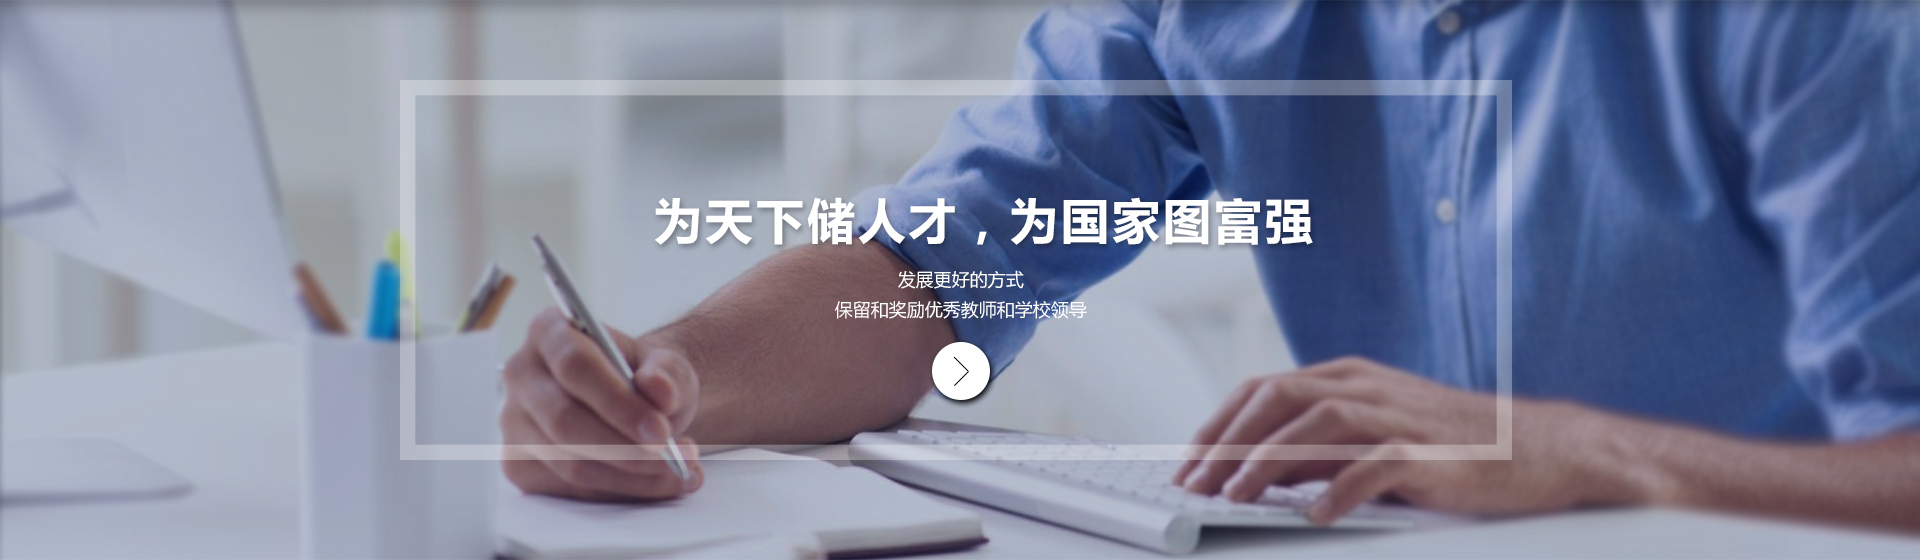 为天下储人才，为国家图富强
发展更好的方式
保留和奖励优秀教师和学校领导